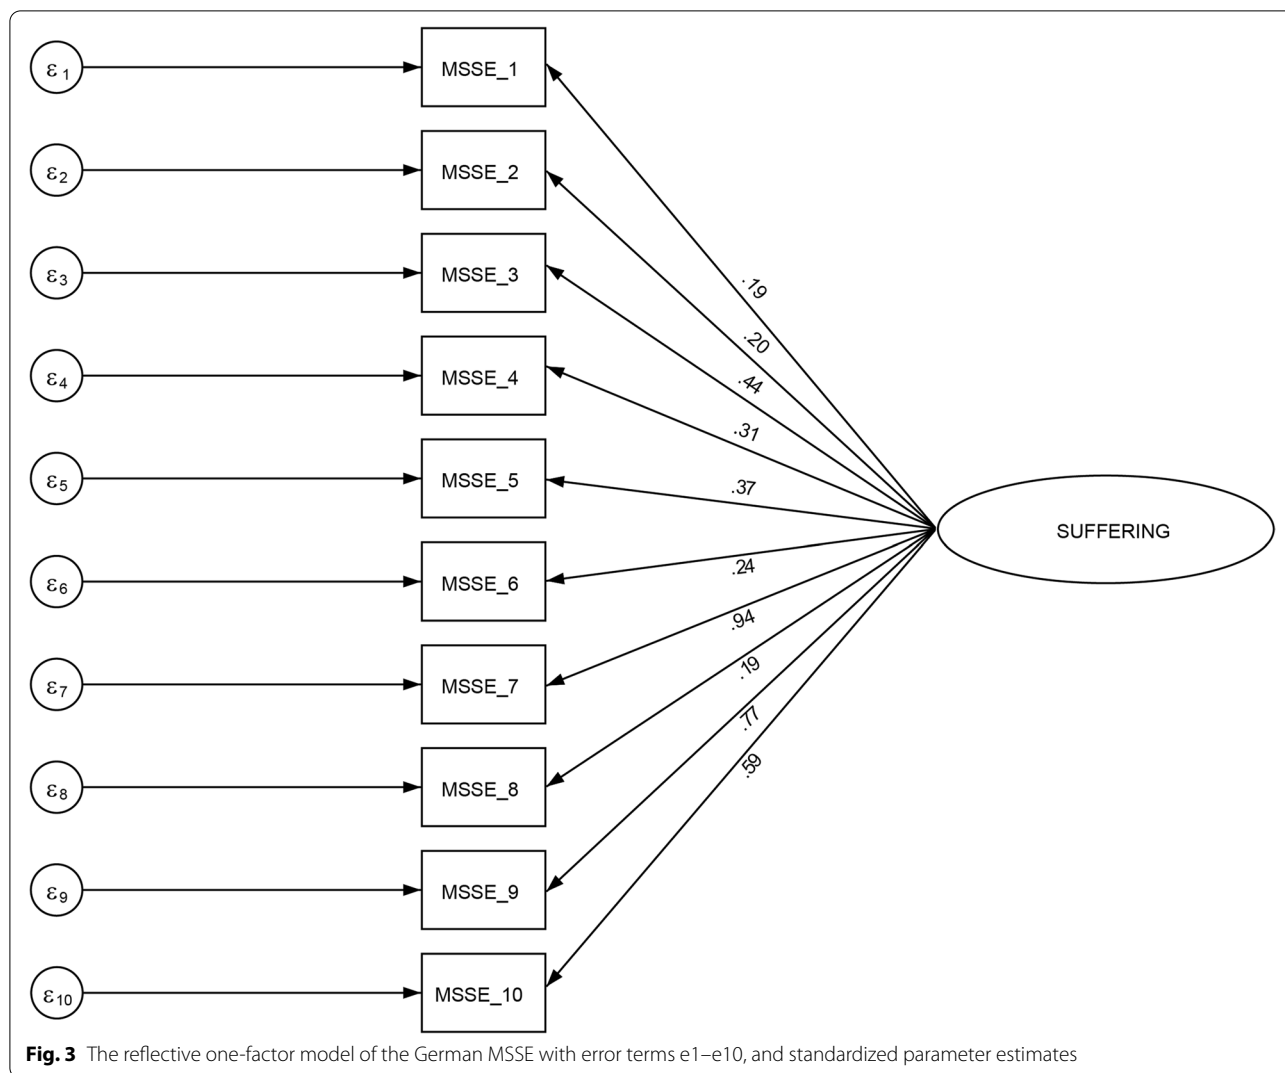 ε1
MSSE_1
ε2
MSSE_2
ε3
MSSE_3
ε4
MSSE_4
ε5
MSSE_5
ε6
MSSE_6
ε7
MSSE_7
ε8
MSSE_8
ε9
MSSE_9
ε10
MSSE_10
.19
.20
.44
.31
.37
.24
.94
.19
.77
.59
SUFFERING
Fig. 3 The reflective one-factor model of the German MSSE with error terms e1–e10, and standardized parameter estimates